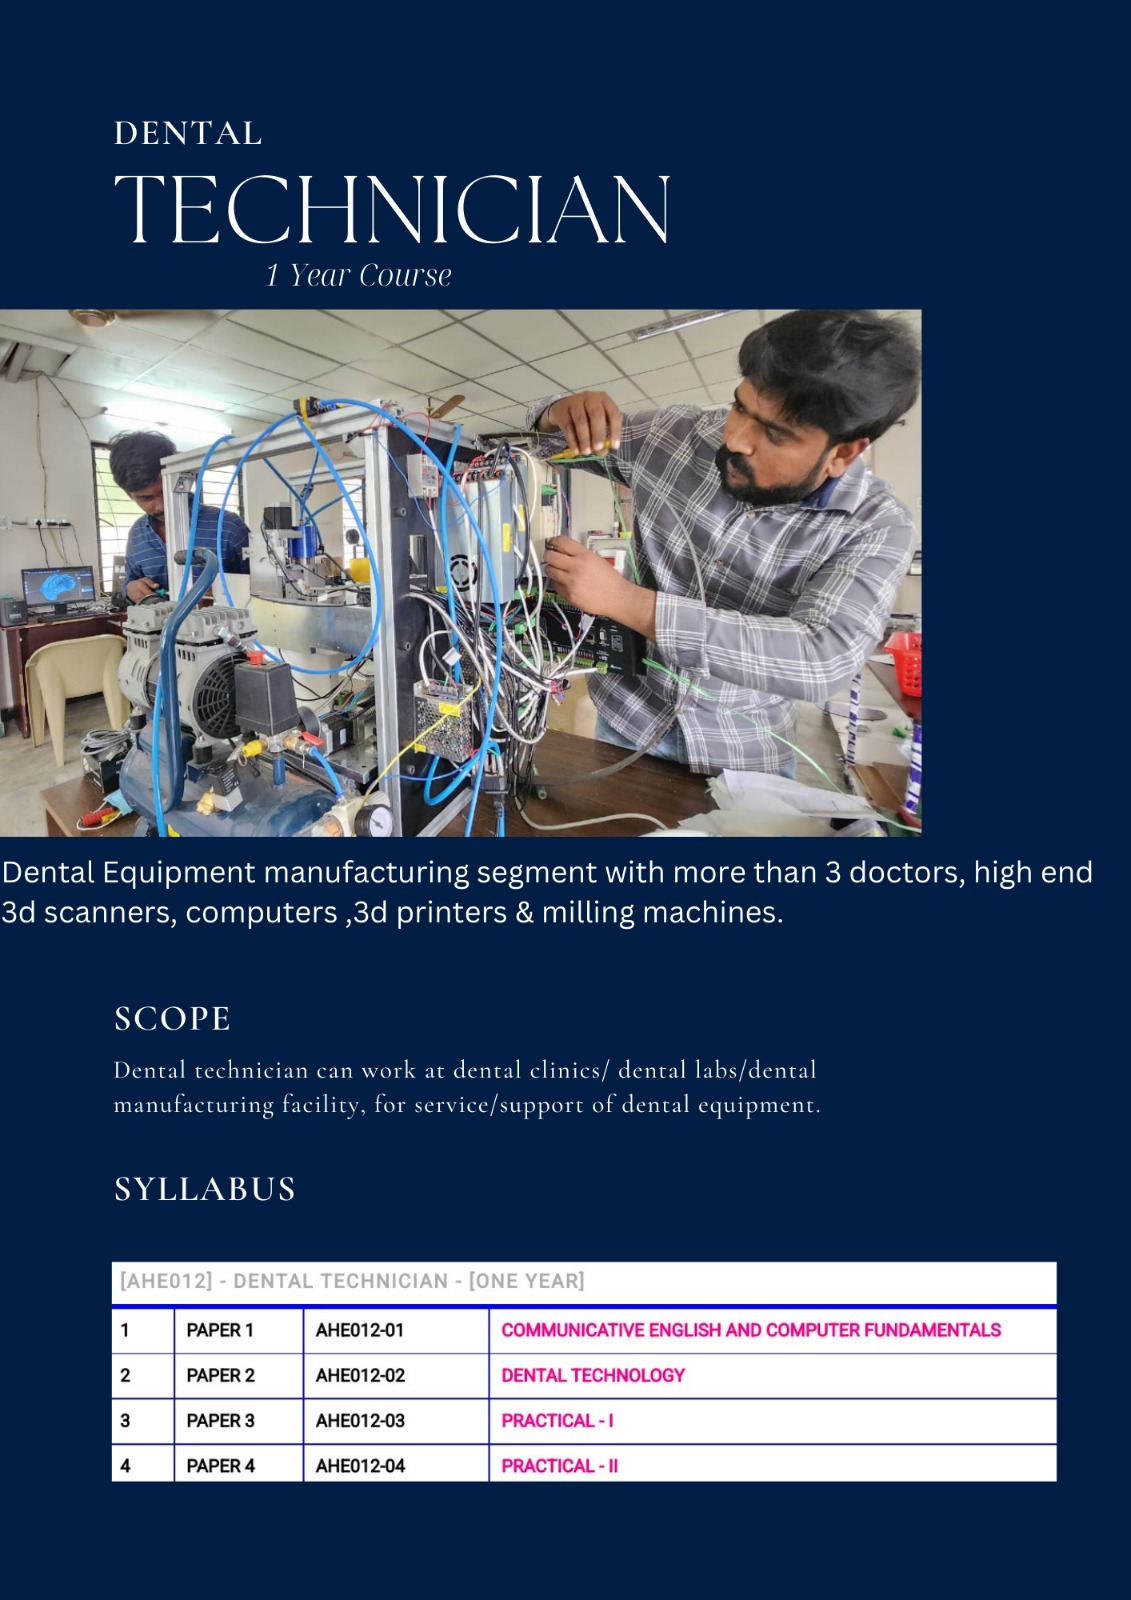 DENTAL
TECHNICIAN
1 Year Course
Dental Equipment manufacturing segment with more than 3 doctors, high end
3d scanners, computers ,3d printers & milling machines.
SCOPE
Dental technician can work at dental clinics/ dental labs/dental
manufacturing facility, for service/support of dental equipment.
SYLLABUS
[AHE012] - DENTAL TECHNICIAN - [ONE YEAR]
1 PAPER 1 AHE012-01 COMMUNICATIVE ENGLISH AND COMPUTER FUNDAMENTALS
2 PAPER 2 AHE012-02 DENTAL TECHNOLOGY
3 PAPER 3 AHE012-03 PRACTICAL - I
4 PAPER 4 AHE012-04 PRACTICAL - II